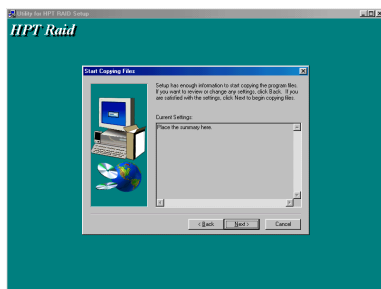 Utility for HPT RAID Setup
HPT Raid
Start Copying Files
Setup has enough information to start copying the program files.
If you want to review or change any settings, click Back. If you
are satisfied with the settings, click Next to begin copying files.
Current Settings:
Place the summary here.
< Back
Next >
Cancel